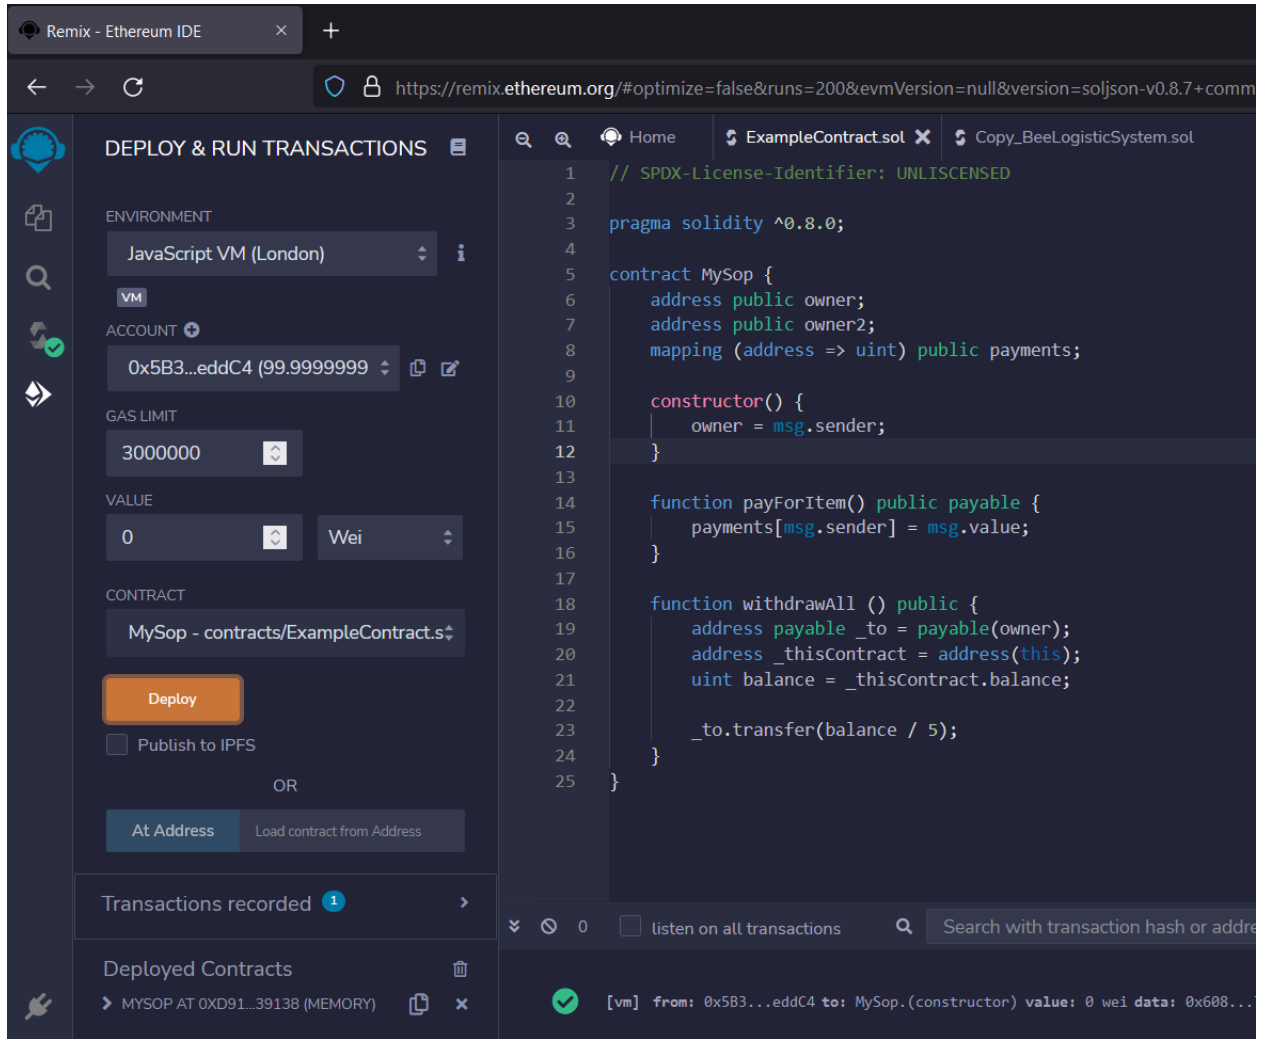 Remix - Ethereum IDE
https://remix.ethereum.org/#optimize=false&runs=200&evmVersion=null&version=soljson-v0.8.7+comm
DEPLOY & RUN TRANSACTIONS
ENVIRONMENT
JavaScript VM (London)
VM
ACCOUNT
0x5B3...eddC4 (99.9999999
GAS LIMIT
3000000
VALUE
0 Wei
CONTRACT
MySop - contracts/ExampleContract.s
Deploy
Publish to IPFS
OR
At Address Load contract from Address
Transactions recorded 1
Deployed Contracts
MYSOP AT 0XD91...39138 (MEMORY)
Home ExampleContract.sol Copy_BeeLogisticSystem.sol
1 // SPDX-License-Identifier: UNLISCENSED
2
3 pragma solidity ^0.8.0;
4
5 contract MySop {
6 address public owner;
7 address public owner2;
8 mapping (address => uint) public payments;
9
10 constructor() {
11 owner = msg.sender;
12 }
13
14 function payForItem() public payable {
15 payments[msg.sender] = msg.value;
16 }
17
18 function withdrawAll () public {
19 address payable _to = payable(owner);
20 address _thisContract = address(this);
21 uint balance = _thisContract.balance;
22
23 _to.transfer(balance / 5);
24 }
25 }
0 listen on all transactions Search with transaction hash or addre
[vm] from: 0x5B3...eddC4 to: MySop.(constructor) value: 0 wei data: 0x608...